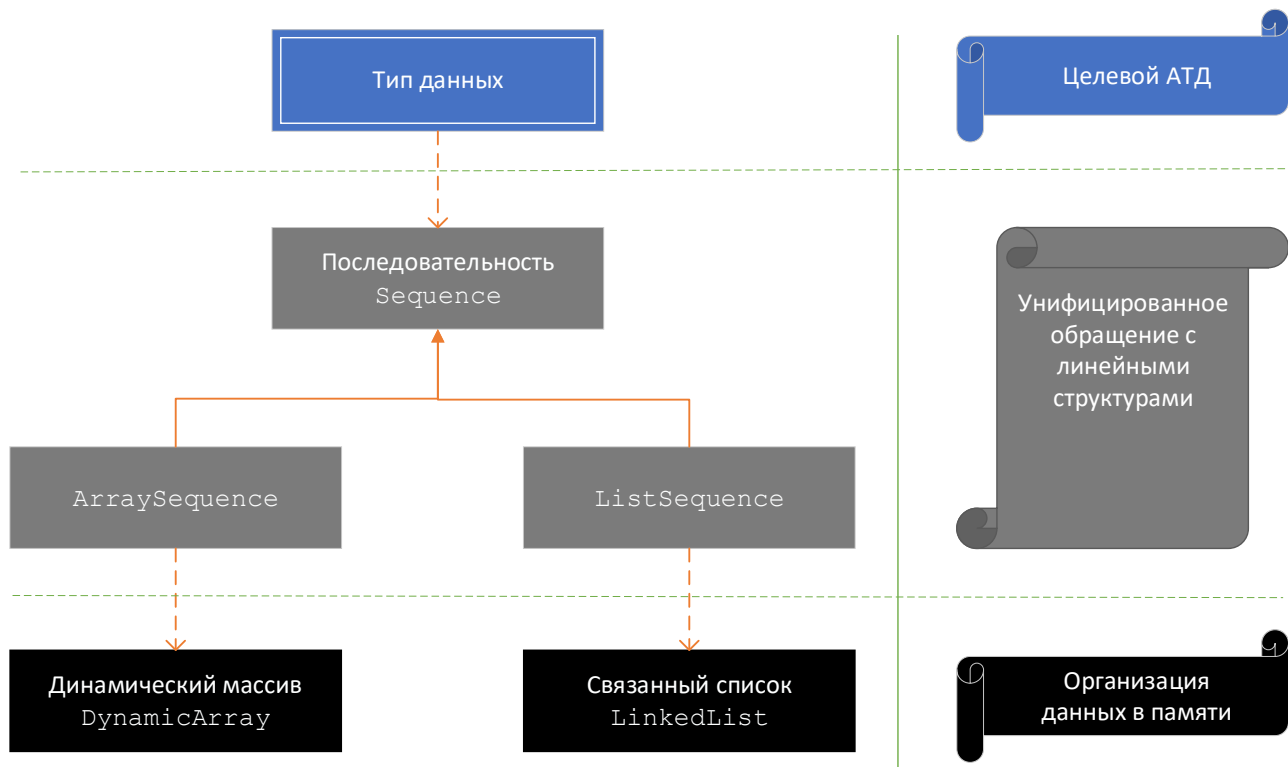 Тип данных
Целевой АТД
Последовательность
Sequence
Унифицированное
обращение с
линейными
структурами
ArraySequence
ListSequence
Динамический массив
DynamicArray
Связанный список
LinkedList
Организация
данных в памяти